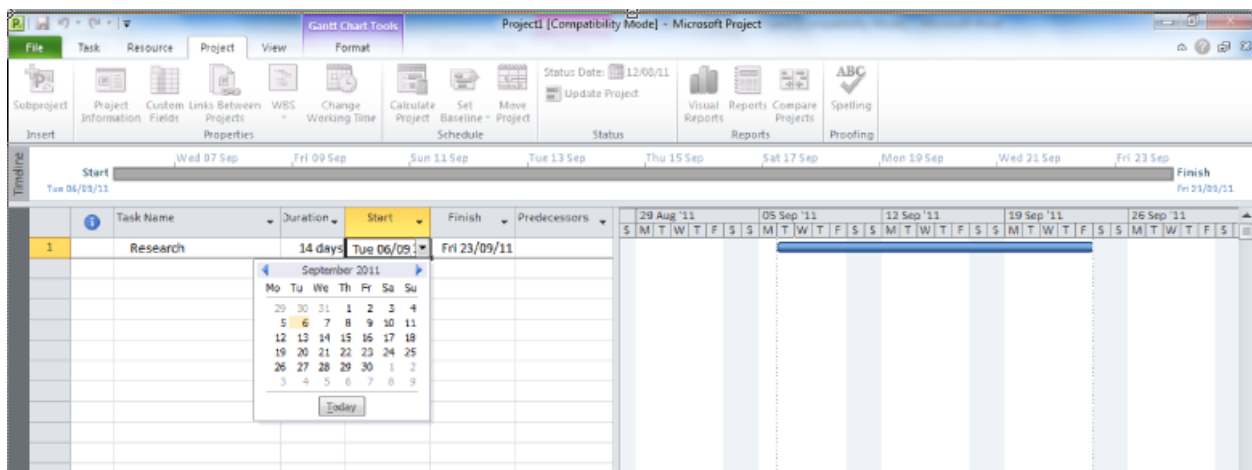 Project1 [Compatibility Mode] - Microsoft Project
Gantt Chart Tools
File Task Resource Project View Format
Subproject
Project Information
Custom Fields
Links Between Projects
WBS
Change Working Time
Calculate Project
Set Baseline
Move Project
Status Date: 12/08/11
Update Project
Visual Reports
Reports
Compare Projects
ABC
Spelling
Insert Properties Schedule Status Reports Proofing
Timeline
Wed 07 Sep Fri 09 Sep Sun 11 Sep Tue 13 Sep Thu 15 Sep Sat 17 Sep Mon 19 Sep Wed 21 Sep Fri 23 Sep
Start Finish
Tue 06/09/11 Fri 23/09/11
Task Name Duration Start Finish Predecessors
29 Aug '11 05 Sep '11 12 Sep '11 19 Sep '11 26 Sep '11
S M T W T F S S M T W T F S S M T W T F S S M T W T F S S M T W T F S
1 Research 14 days Tue 06/09 Fri 23/09/11
September 2011
Mo Tu We Th Fr Sa Su
29 30 31 1 2 3 4
5 6 7 8 9 10 11
12 13 14 15 16 17 18
19 20 21 22 23 24 25
26 27 28 29 30 1 2
3 4 5 6 7 8 9
Today